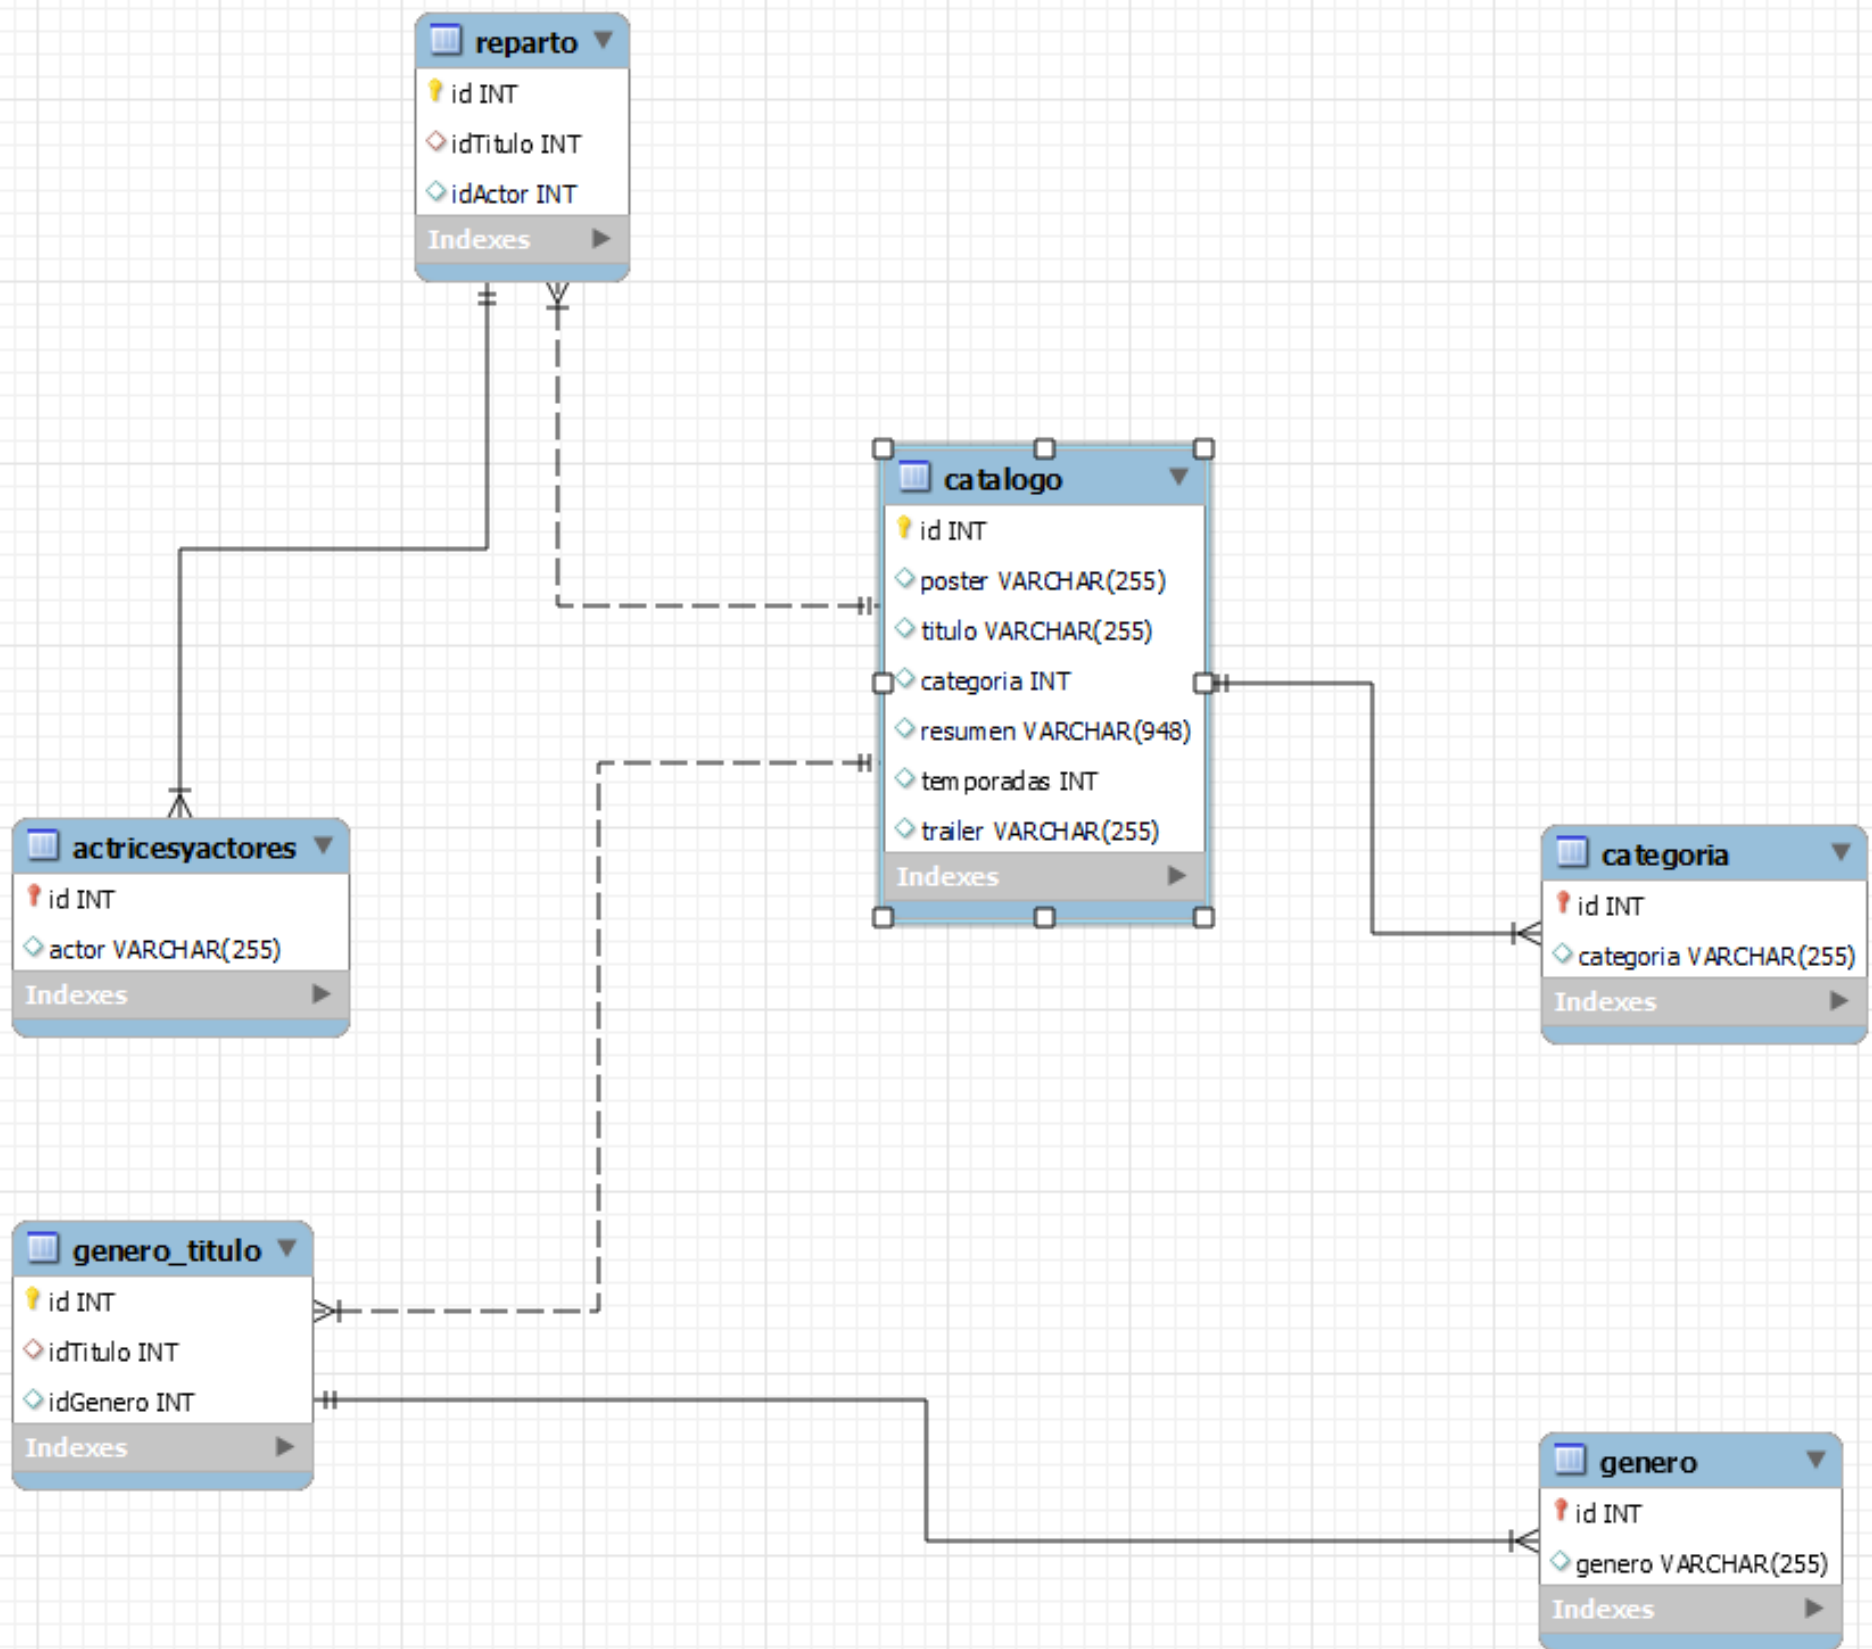 reparto
id INT
idTitulo INT
idActor INT
Indexes
catalogo
id INT
poster VARCHAR(255)
titulo VARCHAR(255)
categoria INT
resumen VARCHAR(948)
temporadas INT
trailer VARCHAR(255)
Indexes
actricesyactores
id INT
actor VARCHAR(255)
Indexes
categoria
id INT
categoria VARCHAR(255)
Indexes
genero_titulo
id INT
idTitulo INT
idGenero INT
Indexes
genero
id INT
genero VARCHAR(255)
Indexes